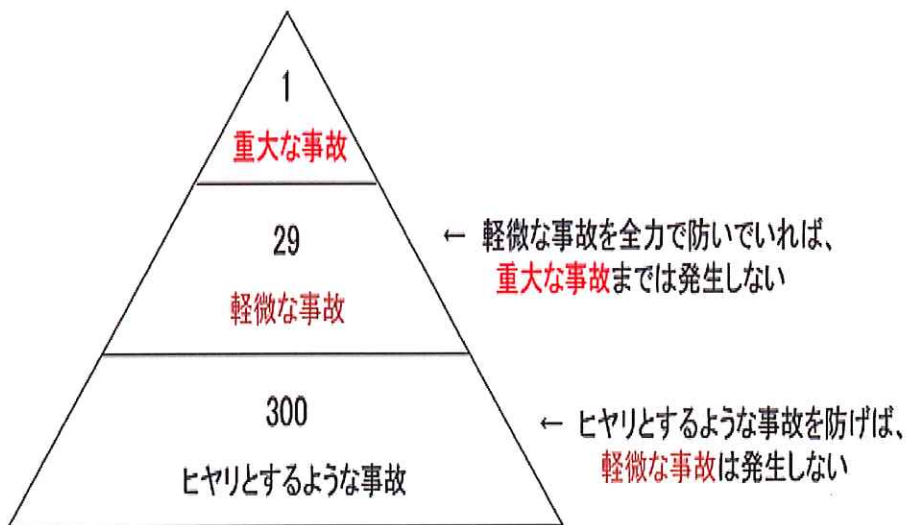 1
重大な事故
29
軽微な事故
← 軽微な事故を全力で防いでいれば、
重大な事故までは発生しない
300
ヒヤリとするような事故
← ヒヤリとするような事故を防げば、
軽微な事故は発生しない